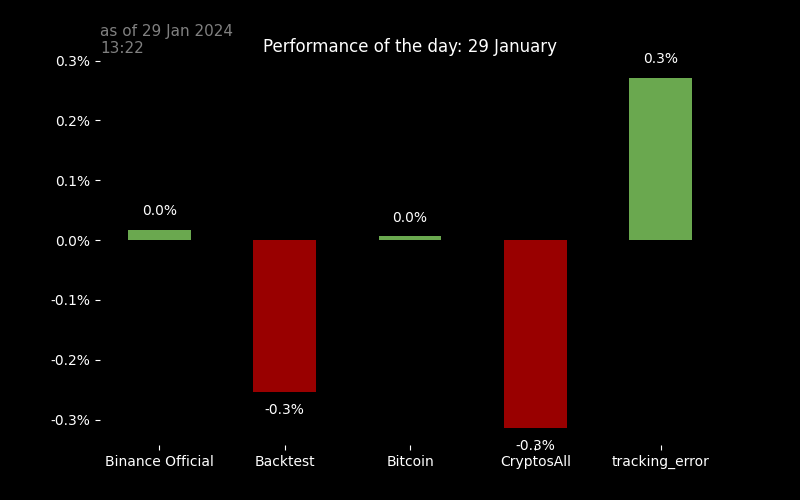 as of 29 Jan 2024
13:22
Performance of the day: 29 January
0.3%
0.2%
0.1%
0.0%
-0.1%
-0.2%
-0.3%
0.0%
-0.3%
0.0%
-0.3%
0.3%
Binance Official
Backtest
Bitcoin
CryptosAll
tracking_error